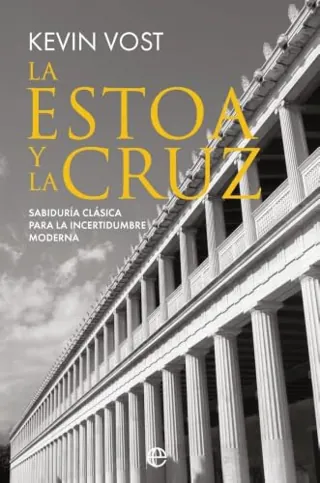 KEVIN VOST
LA
ESTOA
Y LA
CRUZ
SABIDURÍA CLÁSICA
PARA LA INCERTIDUMBRE
MODERNA